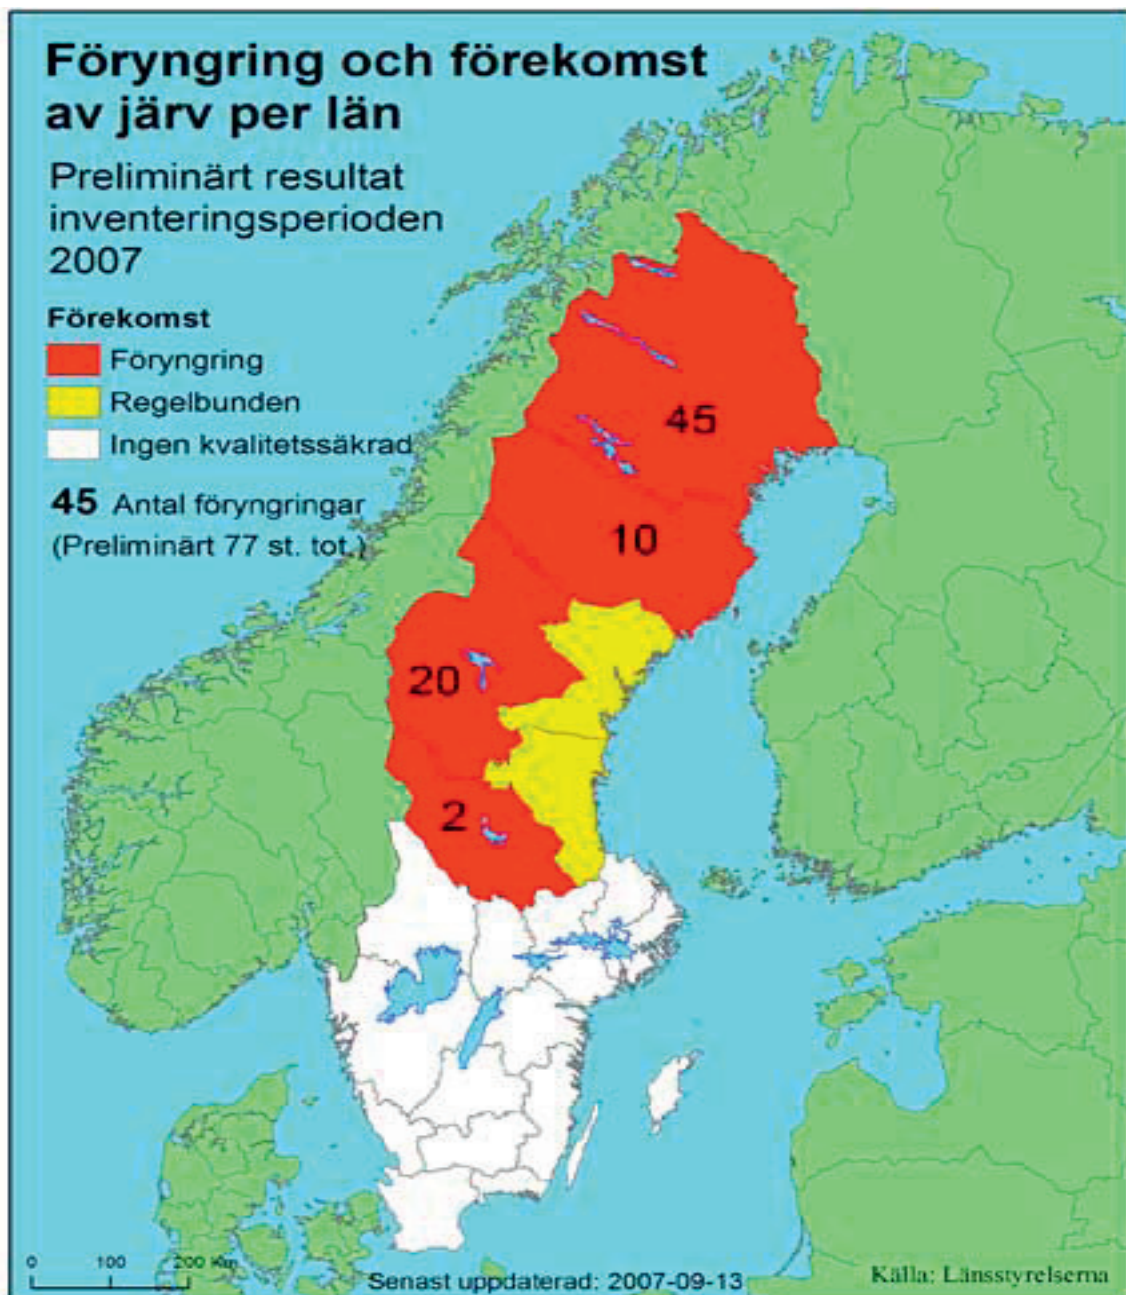 Föryngring och förekomst
av järv per län
Preliminärt resultat
inventeringsperioden
2007
Förekomst
Föryngring
Regelbunden
Ingen kvalitetssäkrad
45 Antal föryngringar
(Preliminärt 77 st. tot.)
45
10
20
2
0 100 200 Km
Senast uppdaterad: 2007-09-13
Källa: Länsstyrelserna